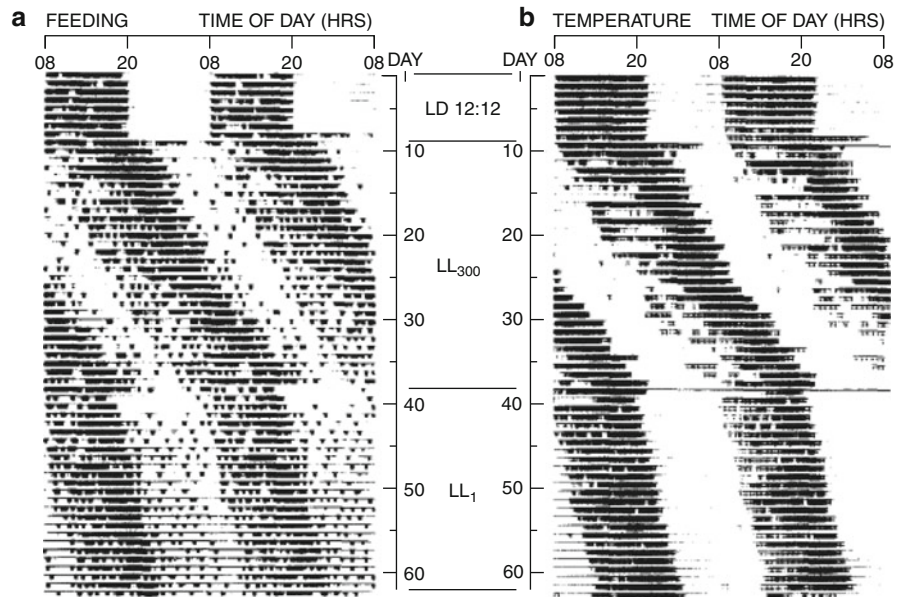 a FEEDING TIME OF DAY (HRS) b TEMPERATURE TIME OF DAY (HRS)
08 20 08 20 08 DAY DAY 08 20 08 20 08
LD 12:12
10 10
20 20
LL300
30 30
40 40
LL1
50 50
60 60